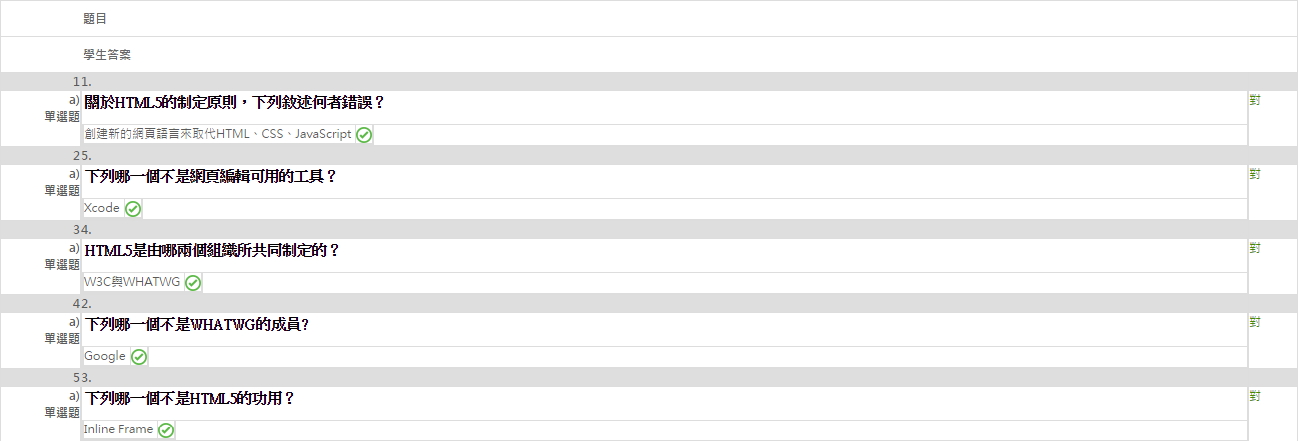 題目
學生答案
11.
a) 關於HTML5的制定原則，下列敘述何者錯誤？ 對
單選題
創建新的網頁語言來取代HTML、CSS、JavaScript
25.
a) 下列哪一個不是網頁編輯可用的工具？ 對
單選題
Xcode
34.
a) HTML5是由哪兩個組織所共同制定的？ 對
單選題
W3C與WHATWG
42.
a) 下列哪一個不是WHATWG的成員? 對
單選題
Google
53.
a) 下列哪一個不是HTML5的功用？ 對
單選題
Inline Frame